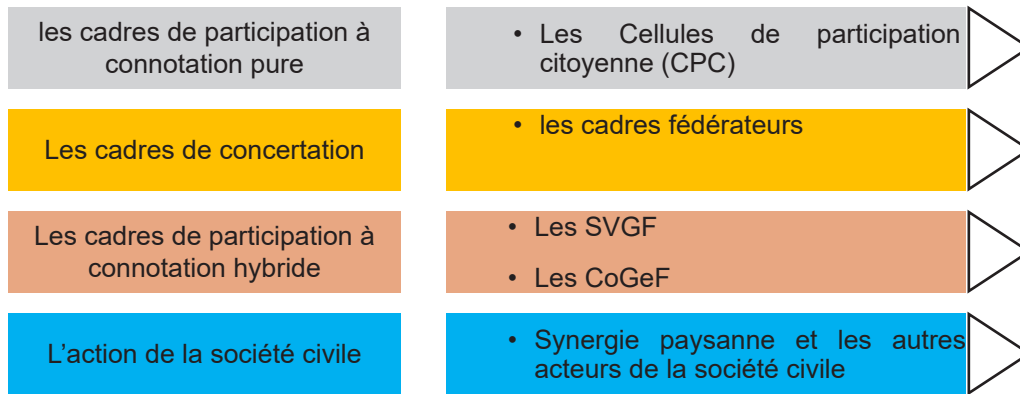 les cadres de participation à
connotation pure
• Les Cellules de participation
citoyenne (CPC)
Les cadres de concertation
• les cadres fédérateurs
Les cadres de participation à
connotation hybride
• Les SVGF
• Les CoGeF
L’action de la société civile
• Synergie paysanne et les autres
acteurs de la société civile